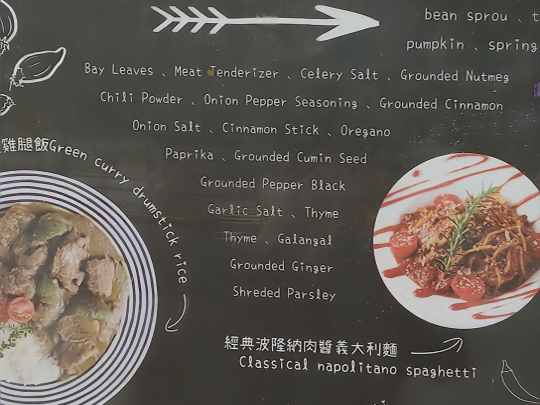 bean sprou 、 t
pumpkin 、 spring
Bay Leaves 、 Meat Tenderizer 、 Celery Salt 、 Grounded Nutmeg
Chili Powder 、 Onion Pepper Seasoning 、 Grounded Cinnamon
Onion Salt 、 Cinnamon Stick 、 Oregano
Paprika 、 Grounded Cumin Seed
Grounded Pepper Black
Garlic Salt 、 Thyme
Thyme 、 Galangal
Grounded Ginger
Shreded Parsley
雞腿飯Green curry drumstick rice
經典波隆納肉醬義大利麵
Classical napolitano spaghetti